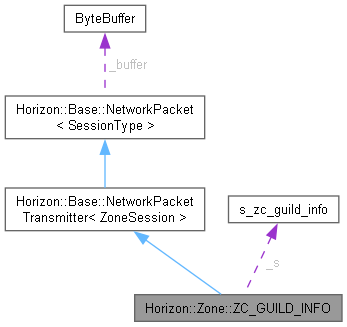 ByteBuffer
_buffer
Horizon::Base::NetworkPacket
< SessionType >
Horizon::Base::NetworkPacket
Transmitter< ZoneSession >
s_zc_guild_info
_s
Horizon::Zone::ZC_GUILD_INFO